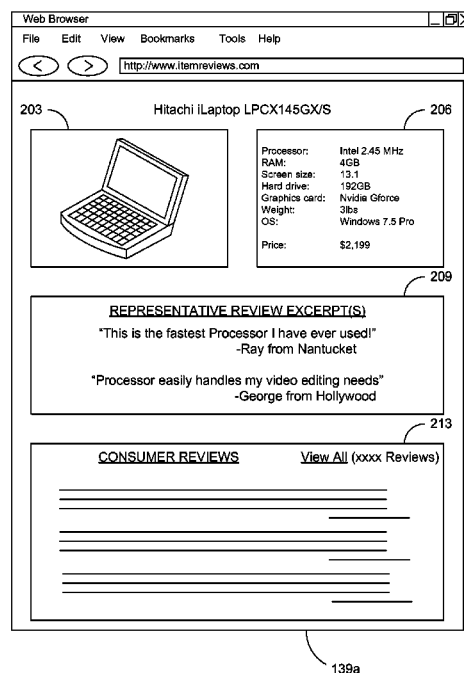 Web Browser
File Edit View Bookmarks Tools Help
http://www.itemreviews.com
203
Hitachi iLaptop LPCX145GX/S
206
Processor: Intel 2.45 MHz
RAM: 4GB
Screen size: 13.1
Hard drive: 192GB
Graphics card: Nvidia Gforce
Weight: 3lbs
OS: Windows 7.5 Pro
Price: $2,199
209
REPRESENTATIVE REVIEW EXCERPT(S)
"This is the fastest Processor I have ever used!"
-Ray from Nantucket
"Processor easily handles my video editing needs"
-George from Hollywood
213
CONSUMER REVIEWS View All (xxxx Reviews)
139a